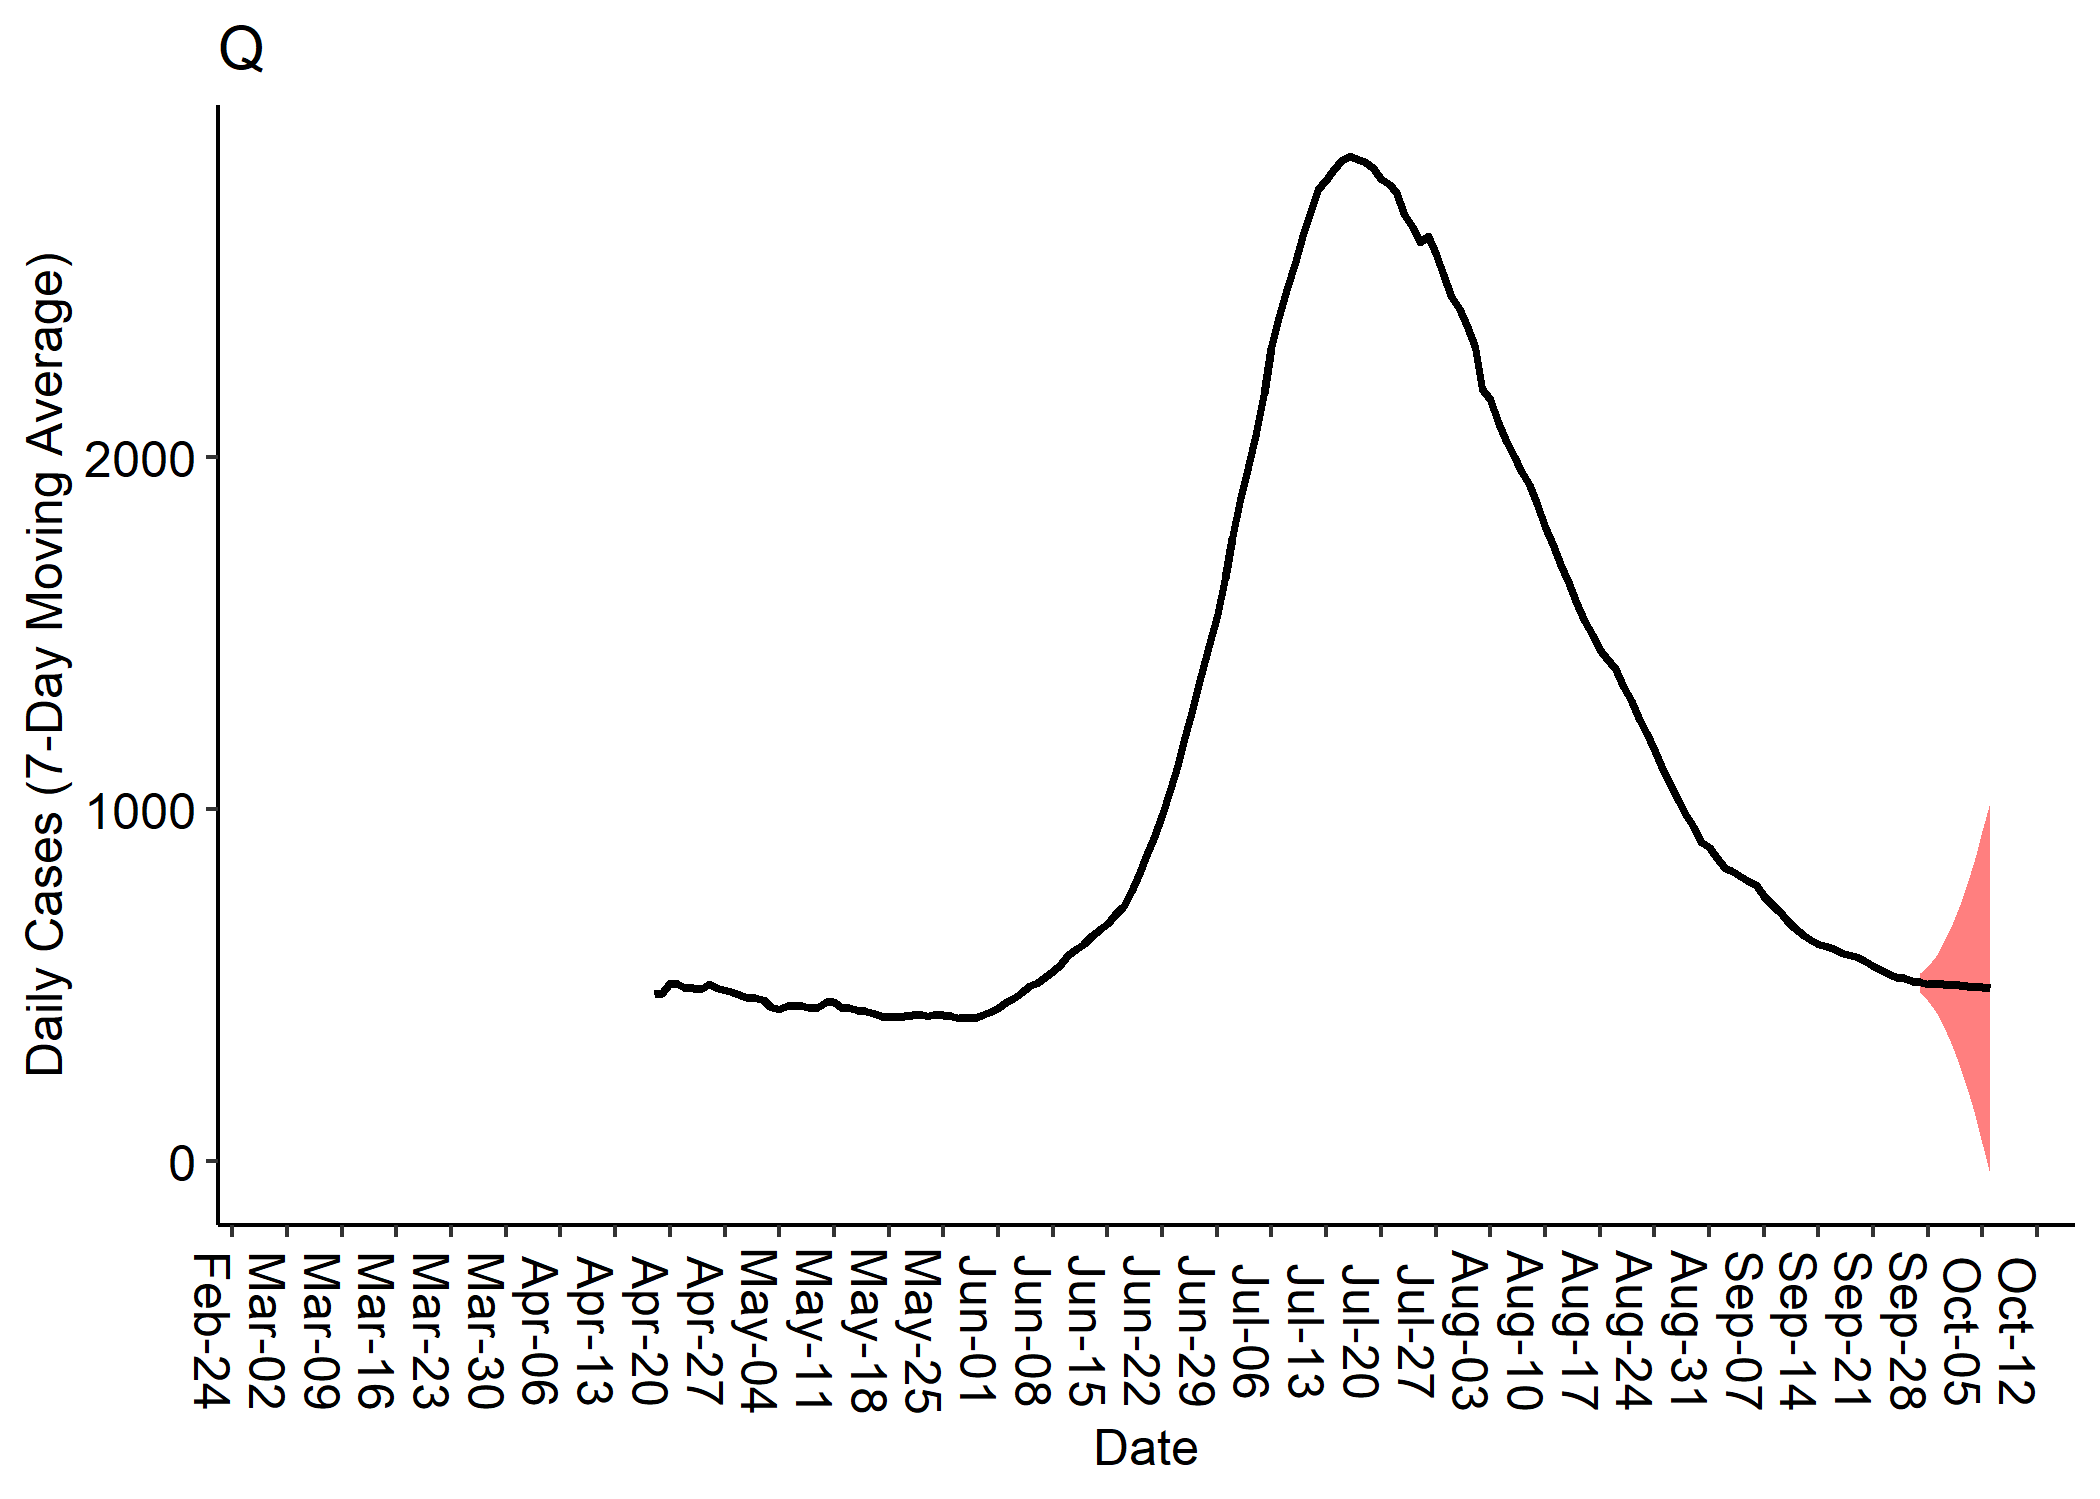 Q
Daily Cases (7-Day Moving Average)
2000
1000
0
Feb-24
Mar-02
Mar-09
Mar-16
Mar-23
Mar-30
Apr-06
Apr-13
Apr-20
Apr-27
May-04
May-11
May-18
May-25
Jun-01
Jun-08
Jun-15
Jun-22
Jun-29
Jul-06
Jul-13
Jul-20
Jul-27
Aug-03
Aug-10
Aug-17
Aug-24
Aug-31
Sep-07
Sep-14
Sep-21
Sep-28
Oct-05
Oct-12
Date